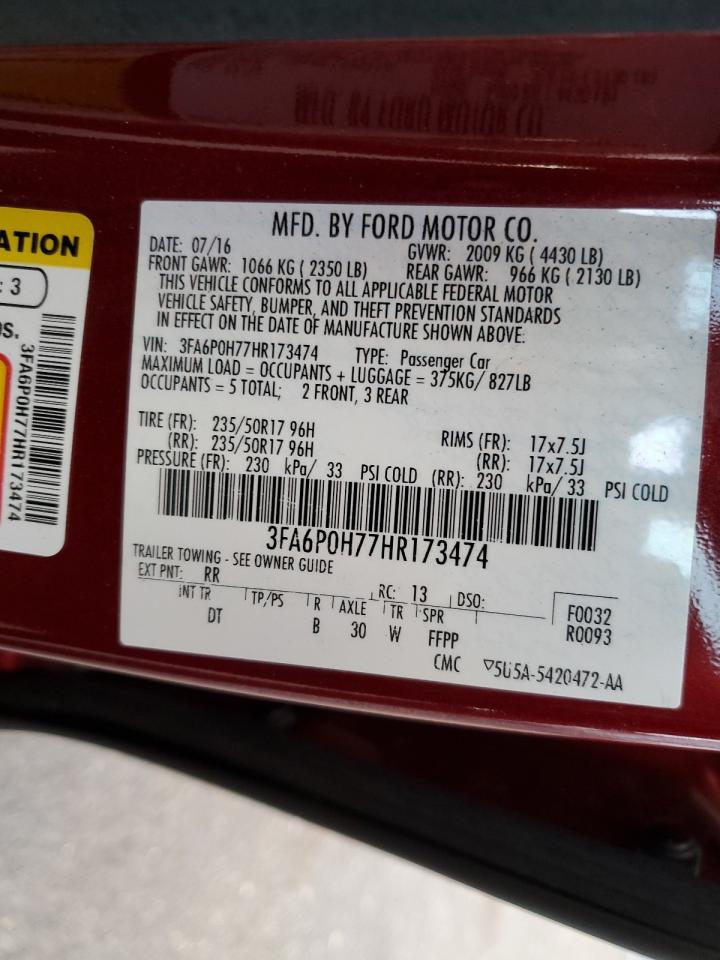 MFD. BY FORD MOTOR CO.
DATE: 07/16 GVWR: 2009 KG ( 4430 LB)
FRONT GAWR: 1066 KG ( 2350 LB) REAR GAWR: 966 KG ( 2130 LB)
THIS VEHICLE CONFORMS TO ALL APPLICABLE FEDERAL MOTOR
VEHICLE SAFETY, BUMPER, AND THEFT PREVENTION STANDARDS
IN EFFECT ON THE DATE OF MANUFACTURE SHOWN ABOVE:
VIN: 3FA6P0H77HR173474 TYPE: Passenger Car
MAXIMUM LOAD = OCCUPANTS + LUGGAGE = 375KG/ 827LB
OCCUPANTS = 5 TOTAL; 2 FRONT, 3 REAR
TIRE (FR): 235/50R17 96H RIMS (FR): 17x7.5J
(RR): 235/50R17 96H (RR): 17x7.5J
PRESSURE (FR): 230 kPa/ 33 PSI COLD (RR): 230 kPa/ 33 PSI COLD
3FA6P0H77HR173474
TRAILER TOWING - SEE OWNER GUIDE
EXT PNT: RR RC: 13 DSO:
INT TR TP/PS R AXLE TR SPR F0032
DT B 30 W FFPP R0093
CMC ▽5U5A-5420472-AA
ATION
: 3
S.
3FA6P0H77HR173474